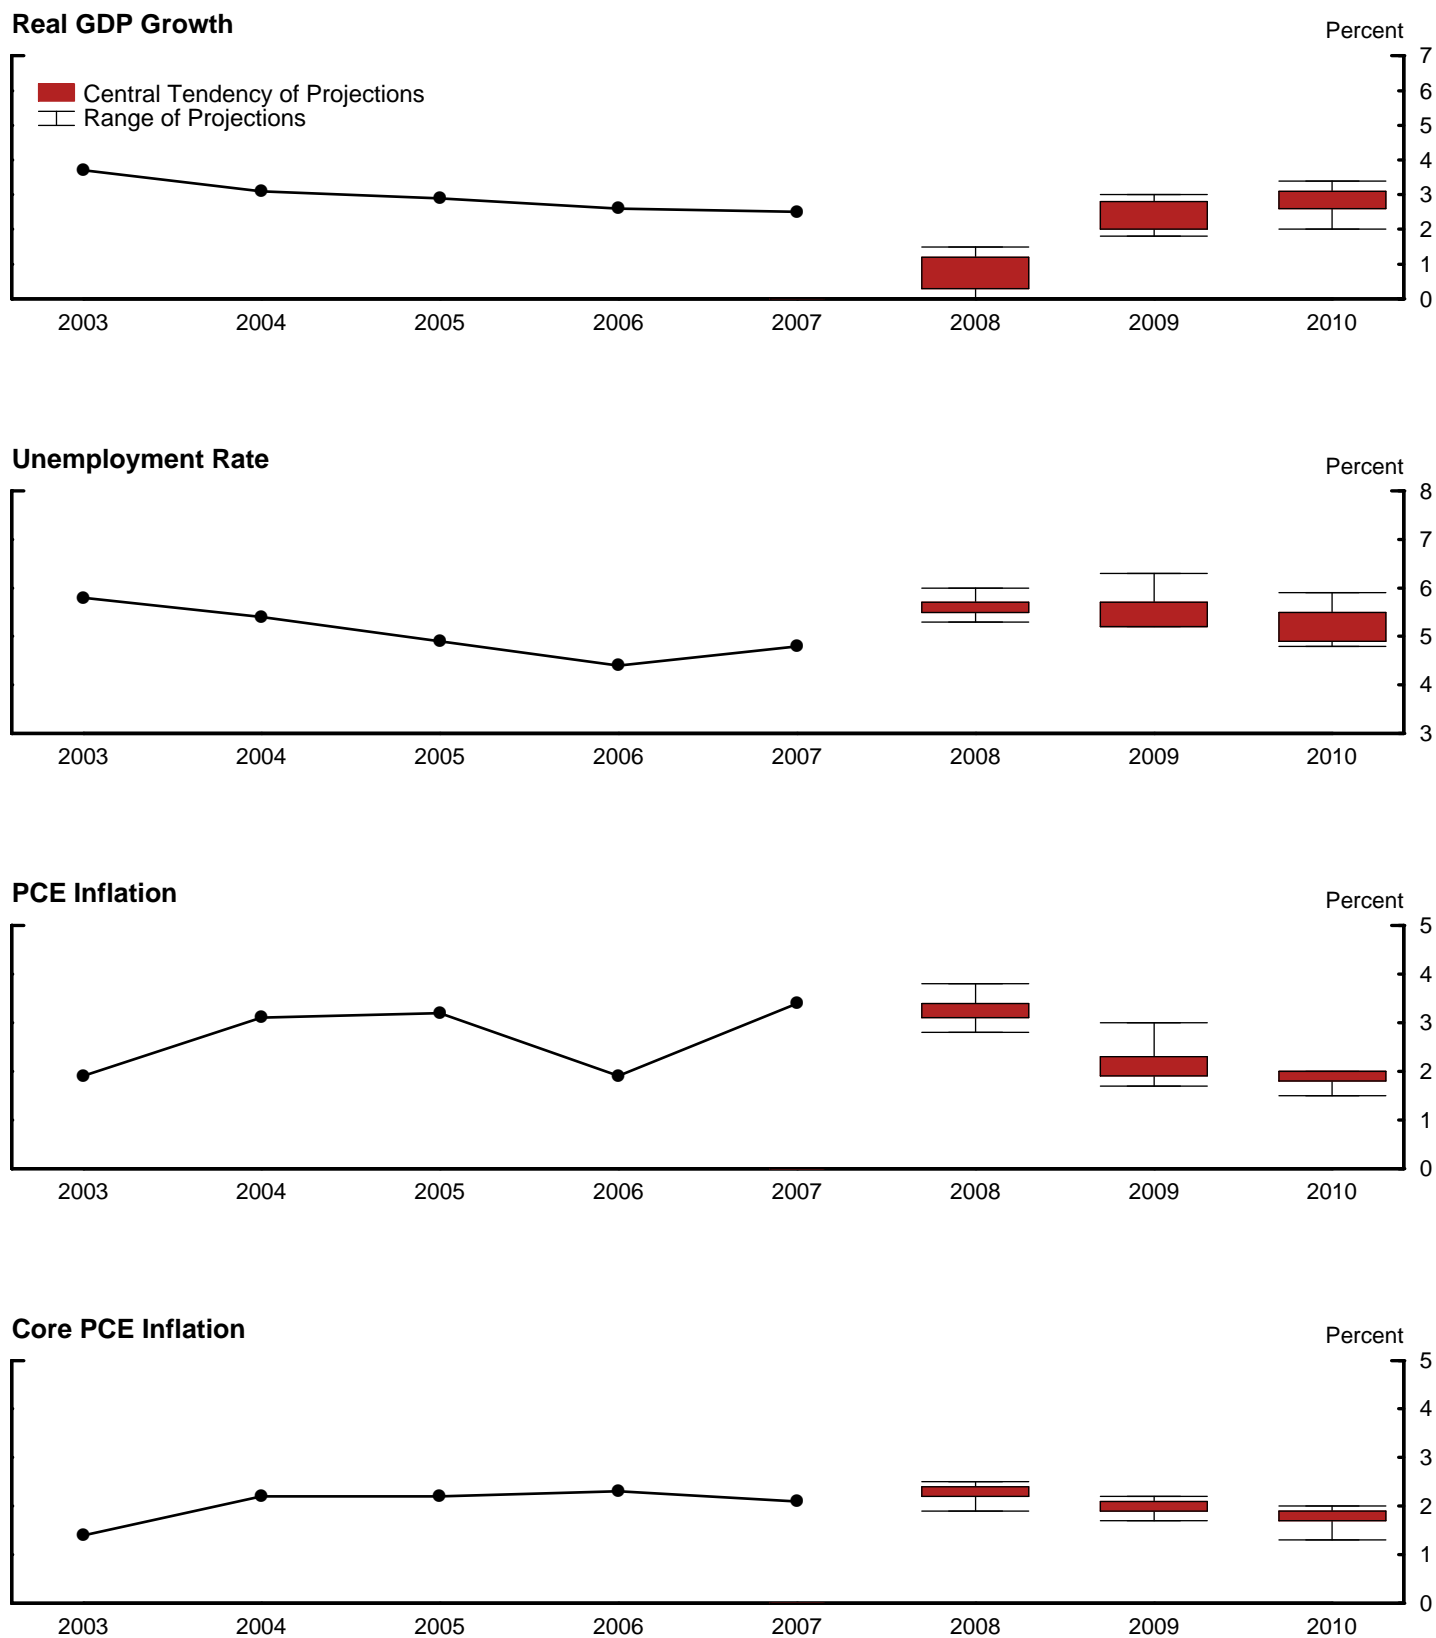 Real GDP Growth
Percent
Central Tendency of Projections
Range of Projections
7
6
5
4
3
2
1
0
2003 2004 2005 2006 2007 2008 2009 2010
Unemployment Rate
Percent
8
7
6
5
4
3
2003 2004 2005 2006 2007 2008 2009 2010
PCE Inflation
Percent
5
4
3
2
1
0
2003 2004 2005 2006 2007 2008 2009 2010
Core PCE Inflation
Percent
5
4
3
2
1
0
2003 2004 2005 2006 2007 2008 2009 2010